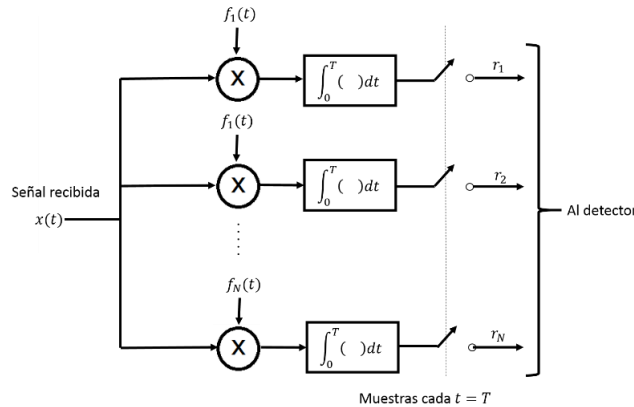 f₁(t)
X
∫₀ᵀ( )dt
r₁
f₁(t)
X
∫₀ᵀ( )dt
r₂
Señal recibida
x(t)
Al detector
f_N(t)
X
∫₀ᵀ( )dt
r_N
Muestras cada t = T